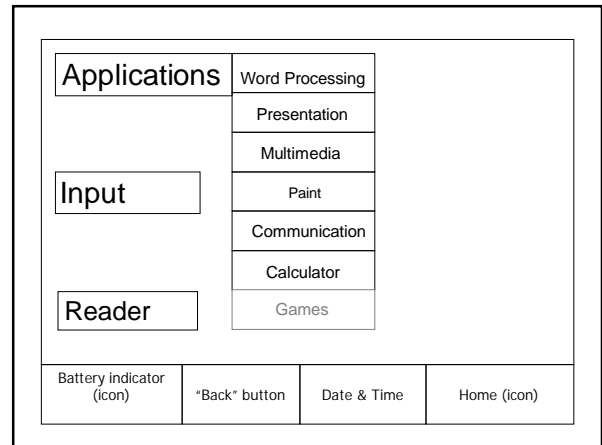 Applications
Word Processing
Presentation
Multimedia
Input
Paint
Communication
Calculator
Reader
Games
Battery indicator
(icon)
“Back” button
Date & Time
Home (icon)